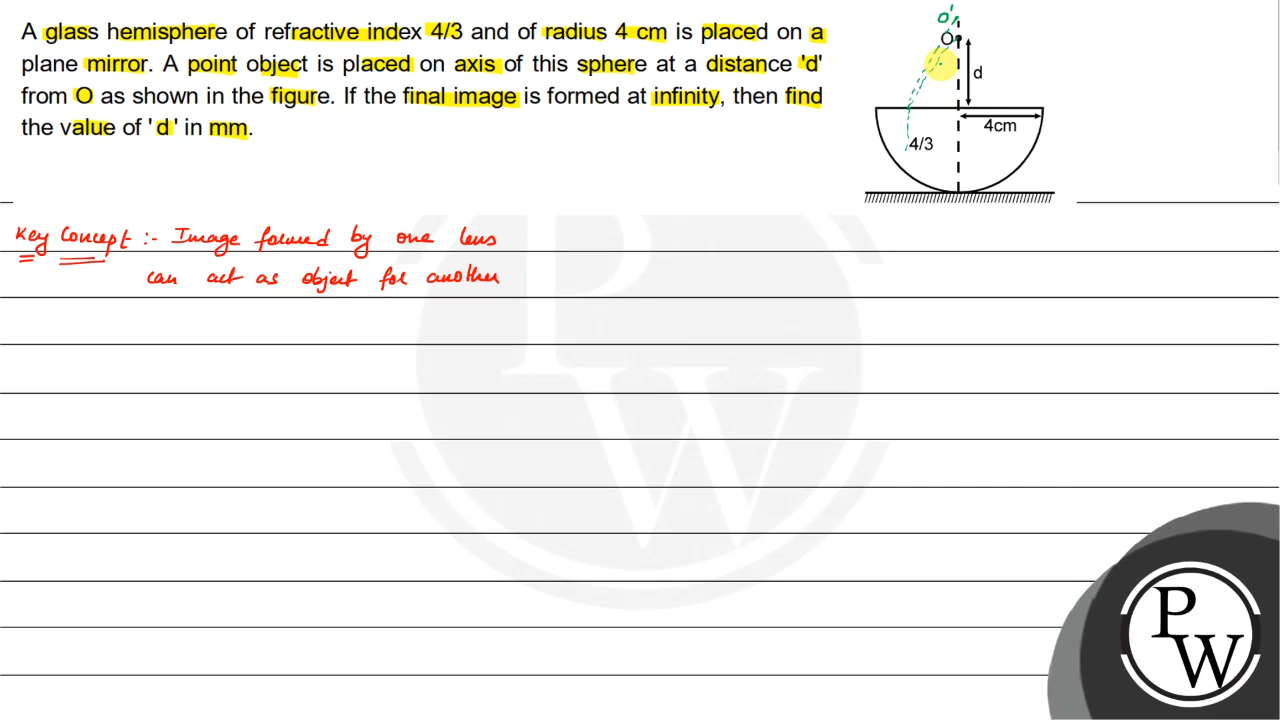 A glass hemisphere of refractive index 4/3 and of radius 4 cm is placed on a
plane mirror. A point object is placed on axis of this sphere at a distance 'd'
from O as shown in the figure. If the final image is formed at infinity, then find
the value of 'd' in mm.
O'
O
d
4cm
4/3
Key Concept :- Image formed by one lens
can act as object for another
P
W
P
W